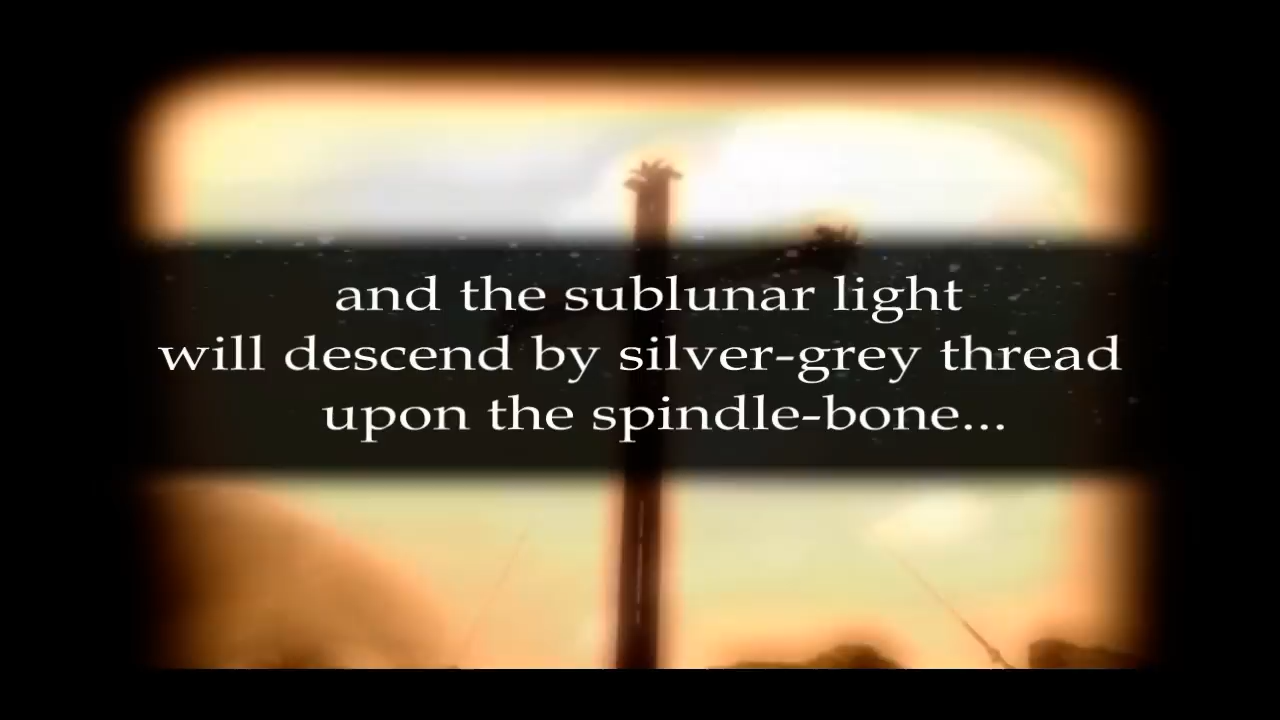 and the sublunar light
will descend by silver-grey thread
upon the spindle-bone...